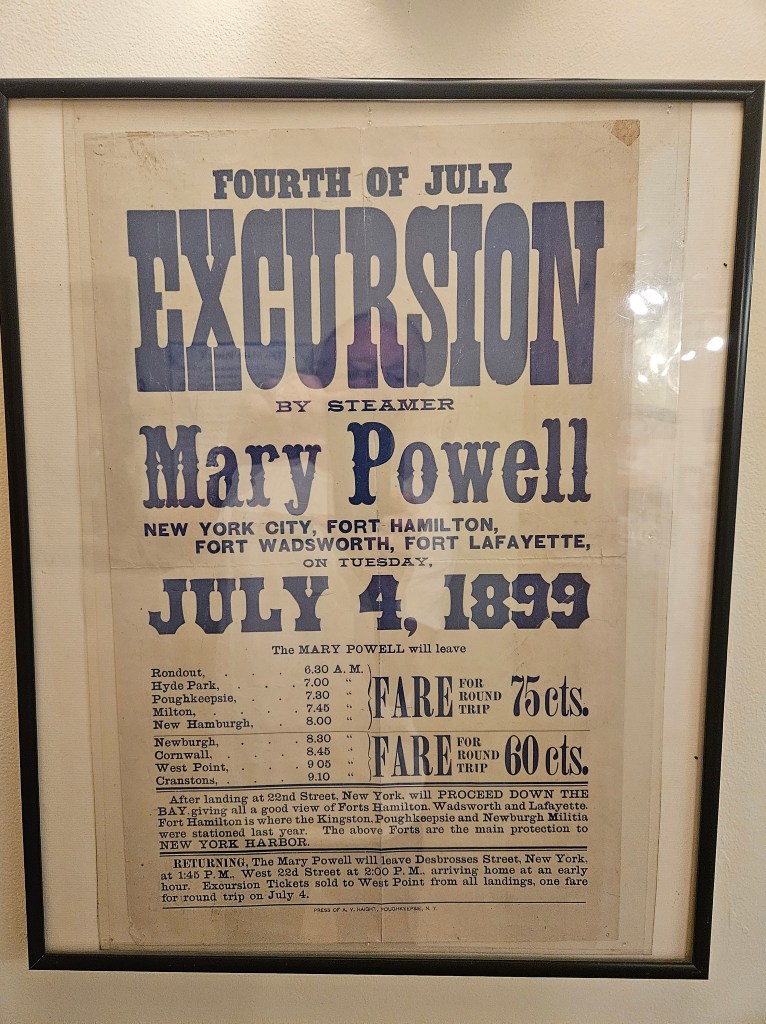 FOURTH OF JULY
EXCURSION
BY STEAMER
Mary Powell
NEW YORK CITY, FORT HAMILTON,
FORT WADSWORTH, FORT LAFAYETTE,
ON TUESDAY,
JULY 4, 1899
The MARY POWELL will leave
Rondout, . . . 6.30 A. M.
Hyde Park, . . . 7.00 "
Poughkeepsie, . . . 7.30 "
Milton, . . . . 7.45 "
New Hamburgh, . . 8.00 "
FARE FOR ROUND TRIP 75 cts.
Newburgh, . . . 8.30 "
Cornwall, . . . 8.45 "
West Point, . . . 9 05 "
Cranstons, . . . . 9.10 "
FARE FOR ROUND TRIP 60 cts.
After landing at 22nd Street, New York, will PROCEED DOWN THE
BAY, giving all a good view of Forts Hamilton, Wadsworth and Lafayette.
Fort Hamilton is where the Kingston, Poughkeepsie and Newburgh Militia
were stationed last year. The above Forts are the main protection to
NEW YORK HARBOR.
RETURNING, The Mary Powell will leave Desbrosses Street, New York,
at 1:45 P. M., West 22d Street at 2:00 P. M., arriving home at an early
hour. Excursion Tickets sold to West Point from all landings, one fare
for round trip on July 4.
PRESS OF A. V. HAIGHT, POUGHKEEPSIE, N. Y.